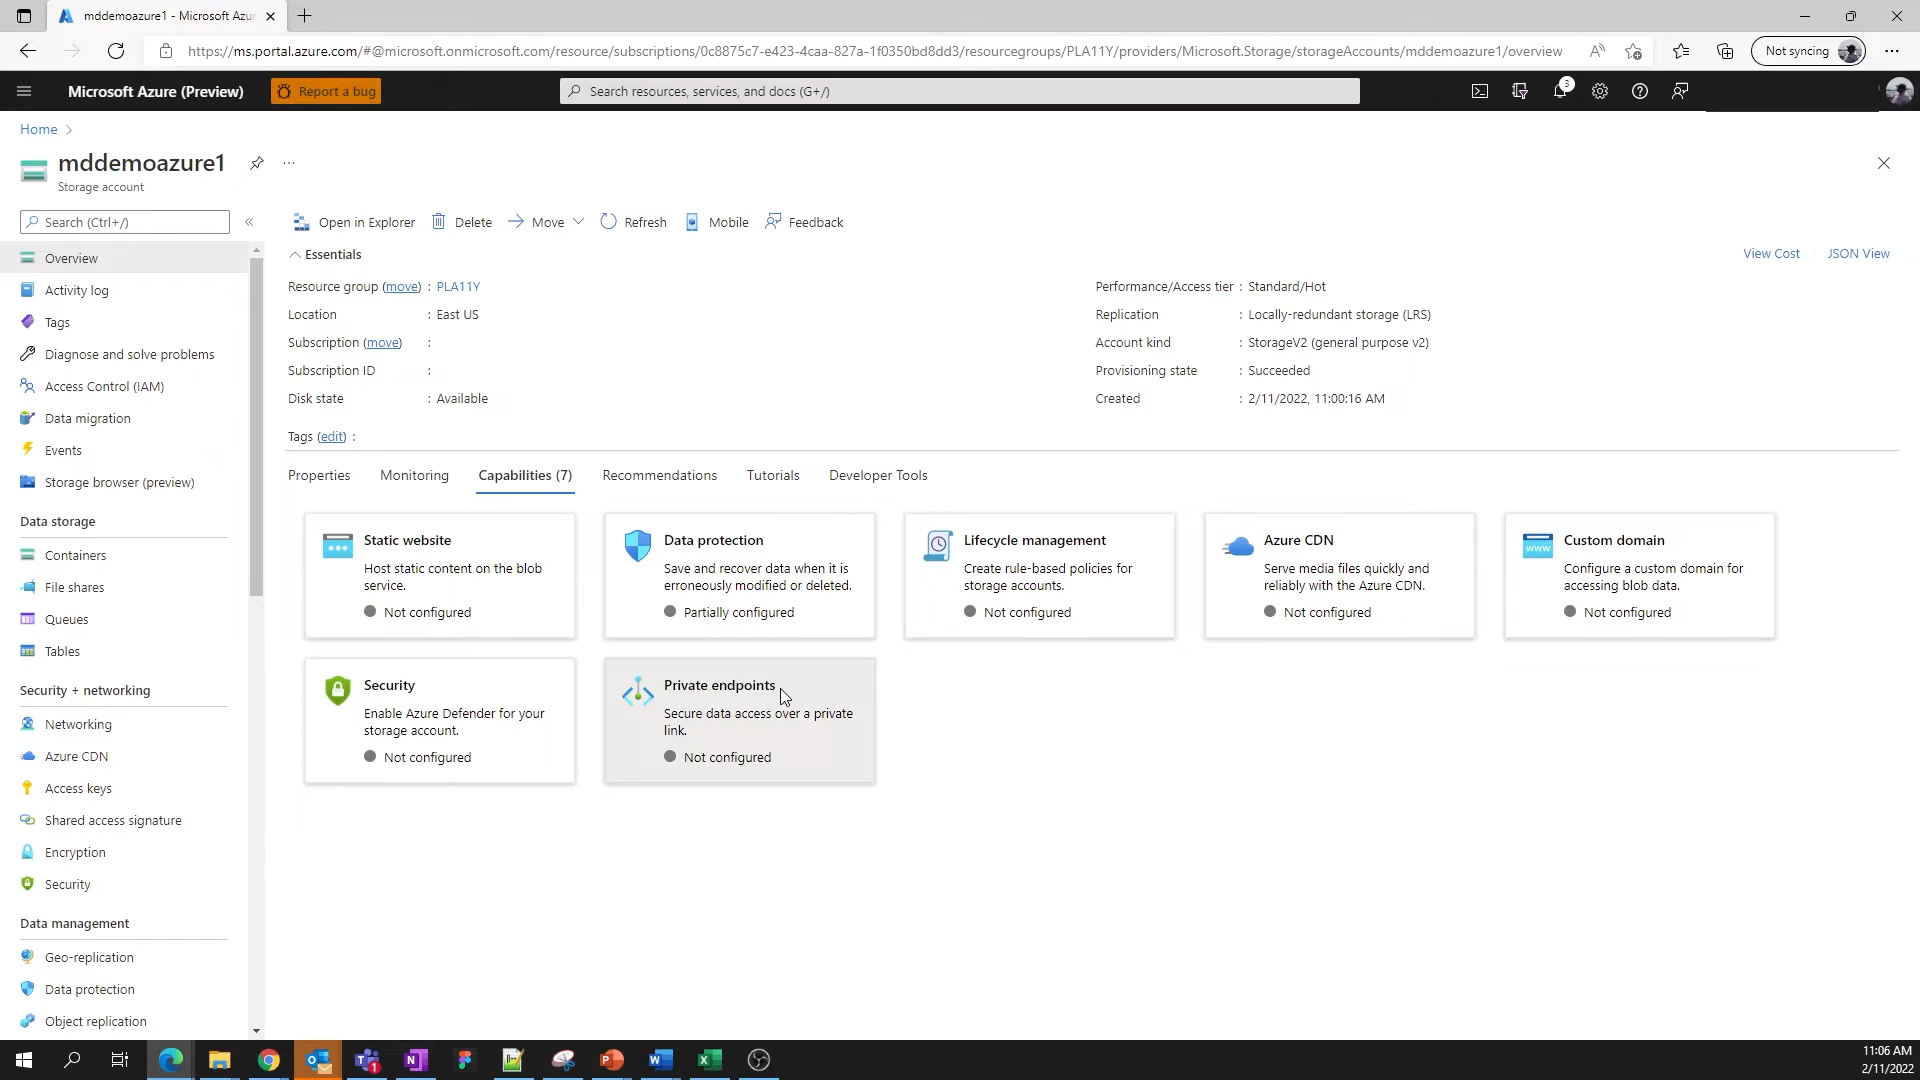 mddemoazure1 - Microsoft Azur
https://ms.portal.azure.com/#@microsoft.onmicrosoft.com/resource/subscriptions/0c8875c7-e423-4caa-827a-1f0350bd8dd3/resourcegroups/PLA11Y/providers/Microsoft.Storage/storageAccounts/mddemoazure1/overview
Not syncing
Microsoft Azure (Preview)
Report a bug
Search resources, services, and docs (G+/)
3
Home
mddemoazure1
Storage account
Search (Ctrl+/)
Overview
Activity log
Tags
Diagnose and solve problems
Access Control (IAM)
Data migration
Events
Storage browser (preview)
Data storage
Containers
File shares
Queues
Tables
Security + networking
Networking
Azure CDN
Access keys
Shared access signature
Encryption
Security
Data management
Geo-replication
Data protection
Object replication
Open in Explorer
Delete
Move
Refresh
Mobile
Feedback
Essentials
View Cost
JSON View
Resource group (move) : PLA11Y
Location : East US
Subscription (move) :
Subscription ID :
Disk state : Available
Performance/Access tier : Standard/Hot
Replication : Locally-redundant storage (LRS)
Account kind : StorageV2 (general purpose v2)
Provisioning state : Succeeded
Created : 2/11/2022, 11:00:16 AM
Tags (edit) :
Properties
Monitoring
Capabilities (7)
Recommendations
Tutorials
Developer Tools
Static website
Host static content on the blob
service.
Not configured
Data protection
Save and recover data when it is
erroneously modified or deleted.
Partially configured
Lifecycle management
Create rule-based policies for
storage accounts.
Not configured
Azure CDN
Serve media files quickly and
reliably with the Azure CDN.
Not configured
www
Custom domain
Configure a custom domain for
accessing blob data.
Not configured
Security
Enable Azure Defender for your
storage account.
Not configured
Private endpoints
Secure data access over a private
link.
Not configured
11:06 AM
2/11/2022